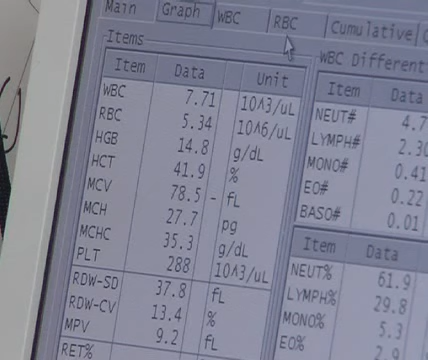 Main Graph WBC RBC Cumulative
Items
Item Data Unit
WBC 7.71 10^3/uL
RBC 5.34 10^6/uL
HGB 14.8 g/dL
HCT 41.9 %
MCV 78.5 - fL
MCH 27.7 pg
MCHC 35.3 g/dL
PLT 288 10^3/uL
RDW-SD 37.8 fL
RDW-CV 13.4 %
MPV 9.2 fL
RET%
WBC Different
Item Data
NEUT# 4.7
LYMPH# 2.30
MONO# 0.41
EO# 0.22
BASO# 0.01
Item Data
NEUT% 61.9
LYMPH% 29.8
MONO% 5.3
EO% 2.9